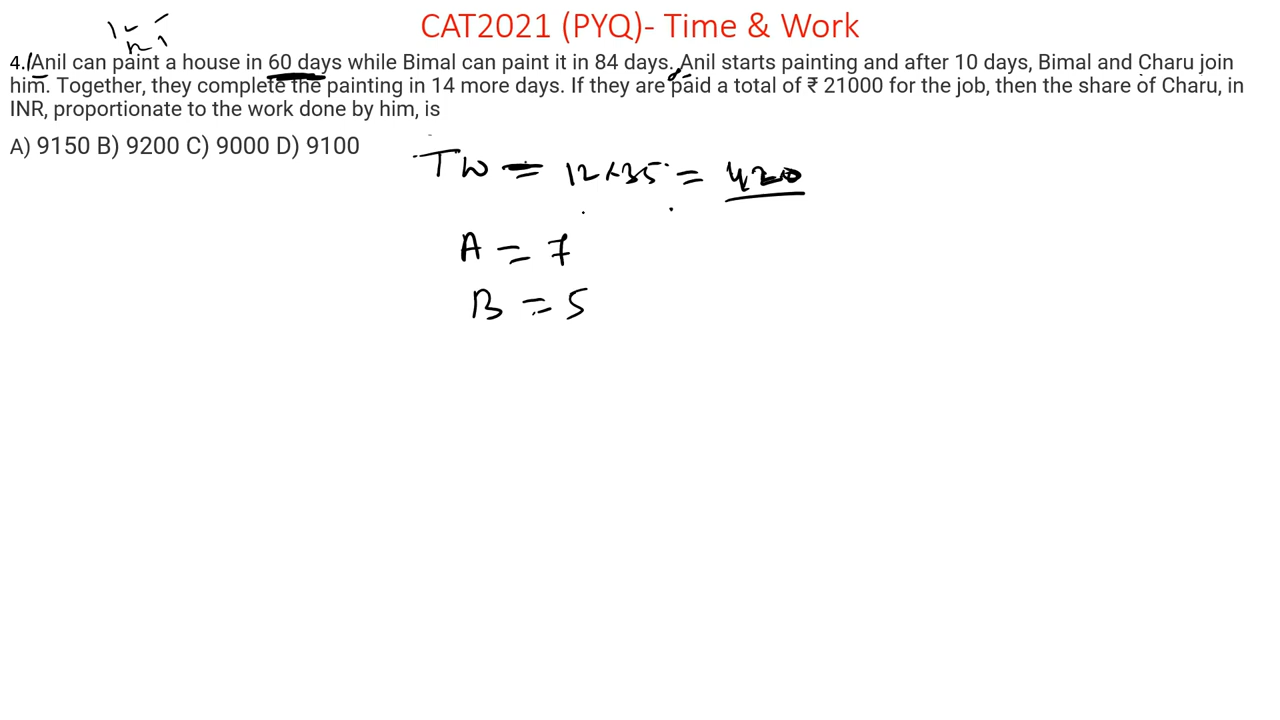 CAT2021 (PYQ)- Time & Work
4. Anil can paint a house in 60 days while Bimal can paint it in 84 days. Anil starts painting and after 10 days, Bimal and Charu join
him. Together, they complete the painting in 14 more days. If they are paid a total of ₹ 21000 for the job, then the share of Charu, in
INR, proportionate to the work done by him, is
A) 9150 B) 9200 C) 9000 D) 9100
TW = 12×35 = 420
A = 7
B = 5